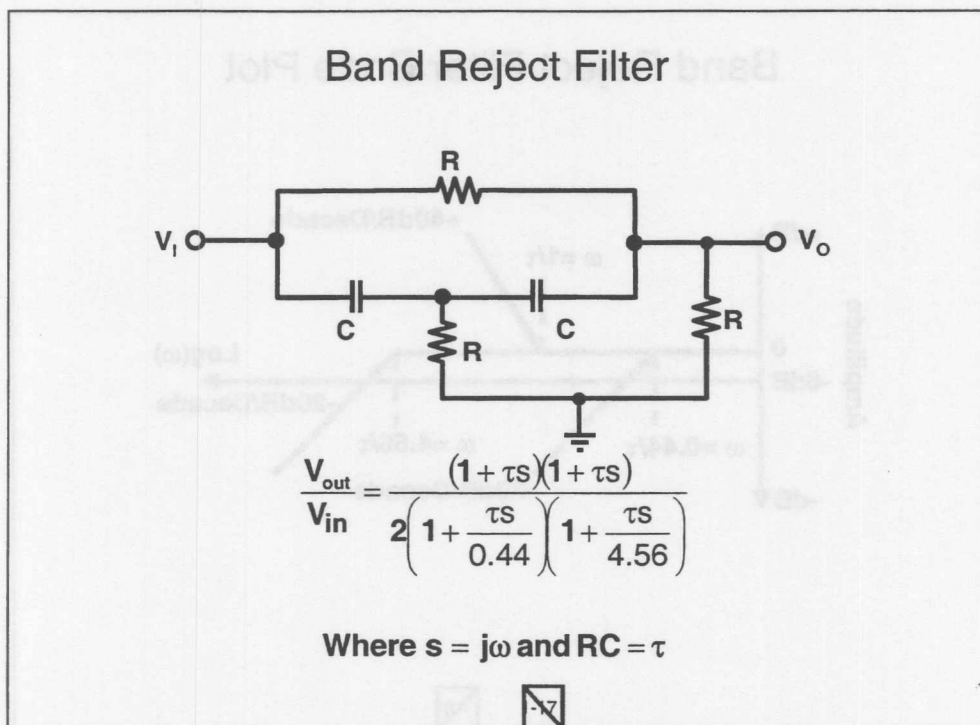 Band Reject Filter
R
V_I
V_O
C
C
R
R
V_out / V_in = (1 + τs)(1 + τs) / 2(1 + τs/0.44)(1 + τs/4.56)
Where s = jω and RC = τ